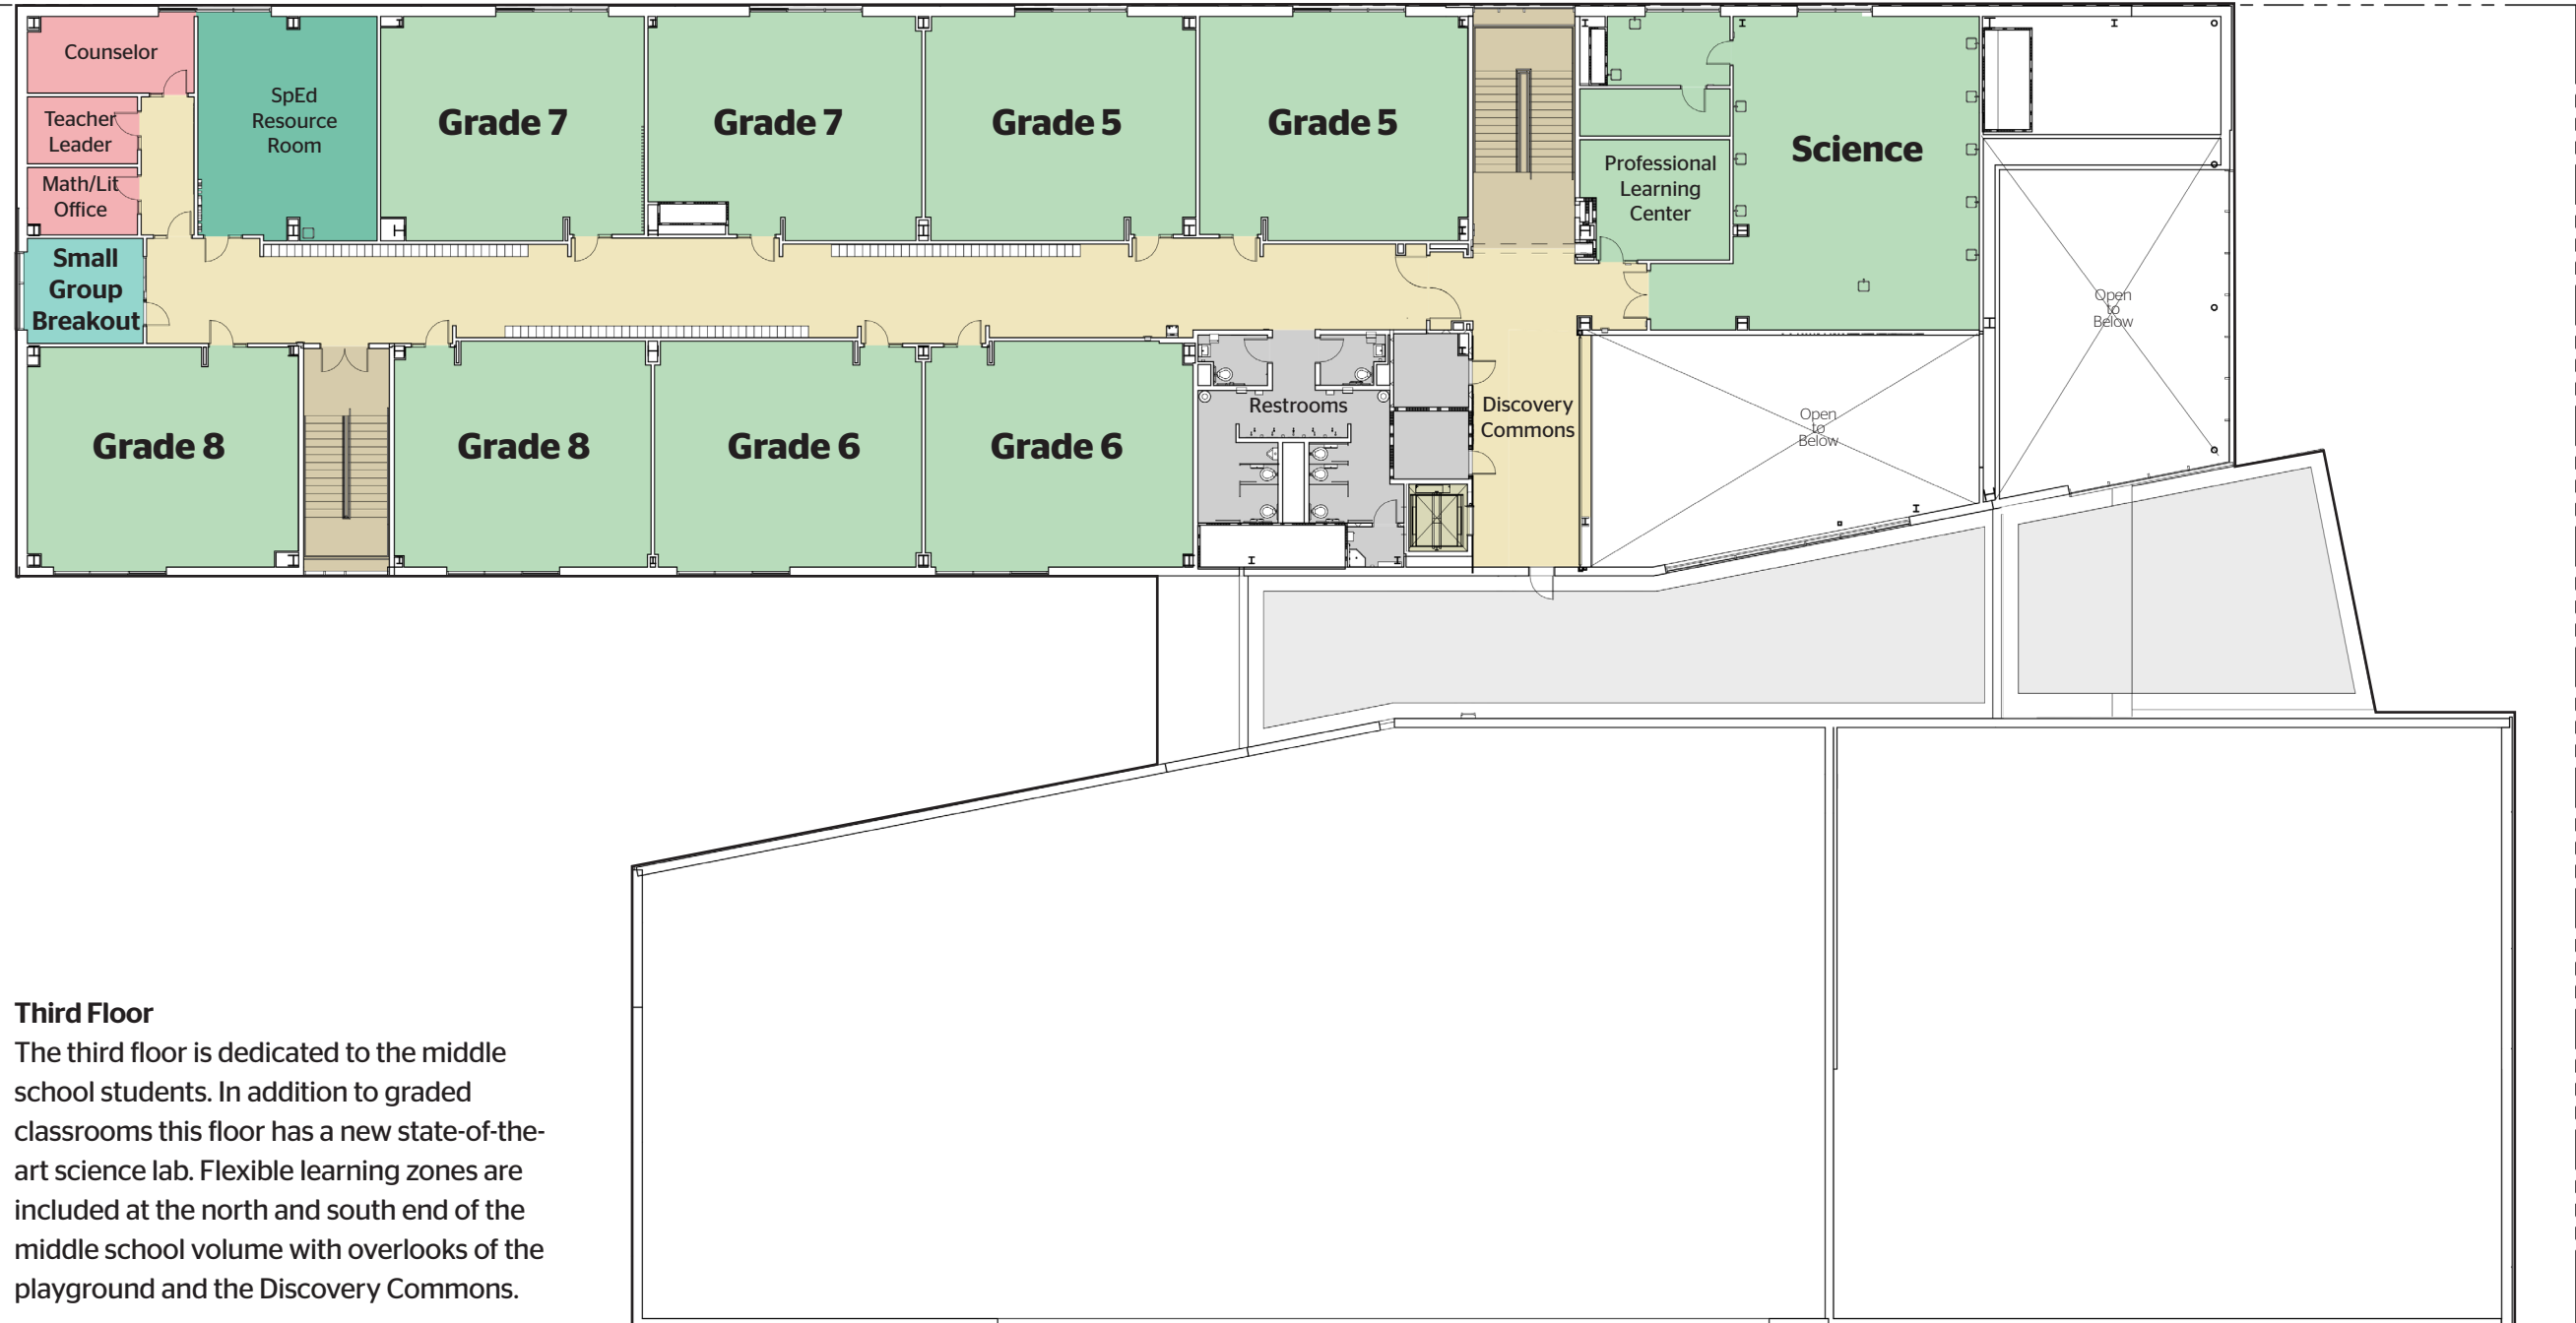 Counselor
Teacher
Leader
Math/Lit
Office
SpEd
Resource
Room
Grade 7
Grade 7
Grade 5
Grade 5
Professional
Learning
Center
Science
Small
Group
Breakout
Open
to
Below
Grade 8
Grade 8
Grade 6
Grade 6
Restrooms
Discovery
Commons
Open
to
Below
Third Floor
The third floor is dedicated to the middle
school students. In addition to graded
classrooms this floor has a new state-of-the-
art science lab. Flexible learning zones are
included at the north and south end of the
middle school volume with overlooks of the
playground and the Discovery Commons.